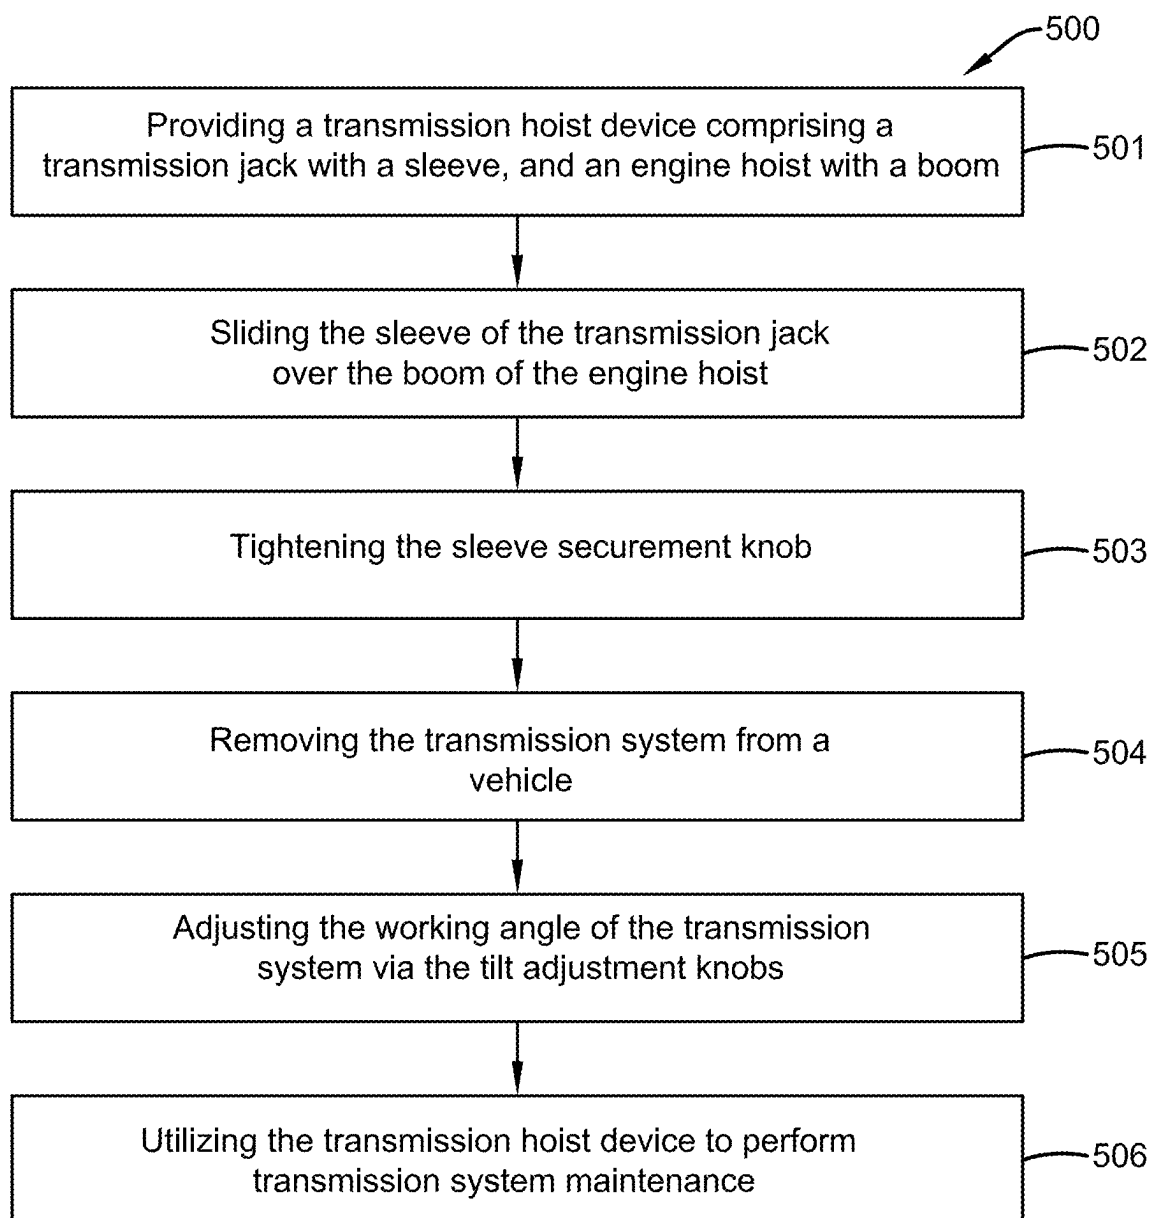 500
Providing a transmission hoist device comprising a
transmission jack with a sleeve, and an engine hoist with a boom
501
Sliding the sleeve of the transmission jack
over the boom of the engine hoist
502
Tightening the sleeve securement knob
503
Removing the transmission system from a
vehicle
504
Adjusting the working angle of the transmission
system via the tilt adjustment knobs
505
Utilizing the transmission hoist device to perform
transmission system maintenance
506